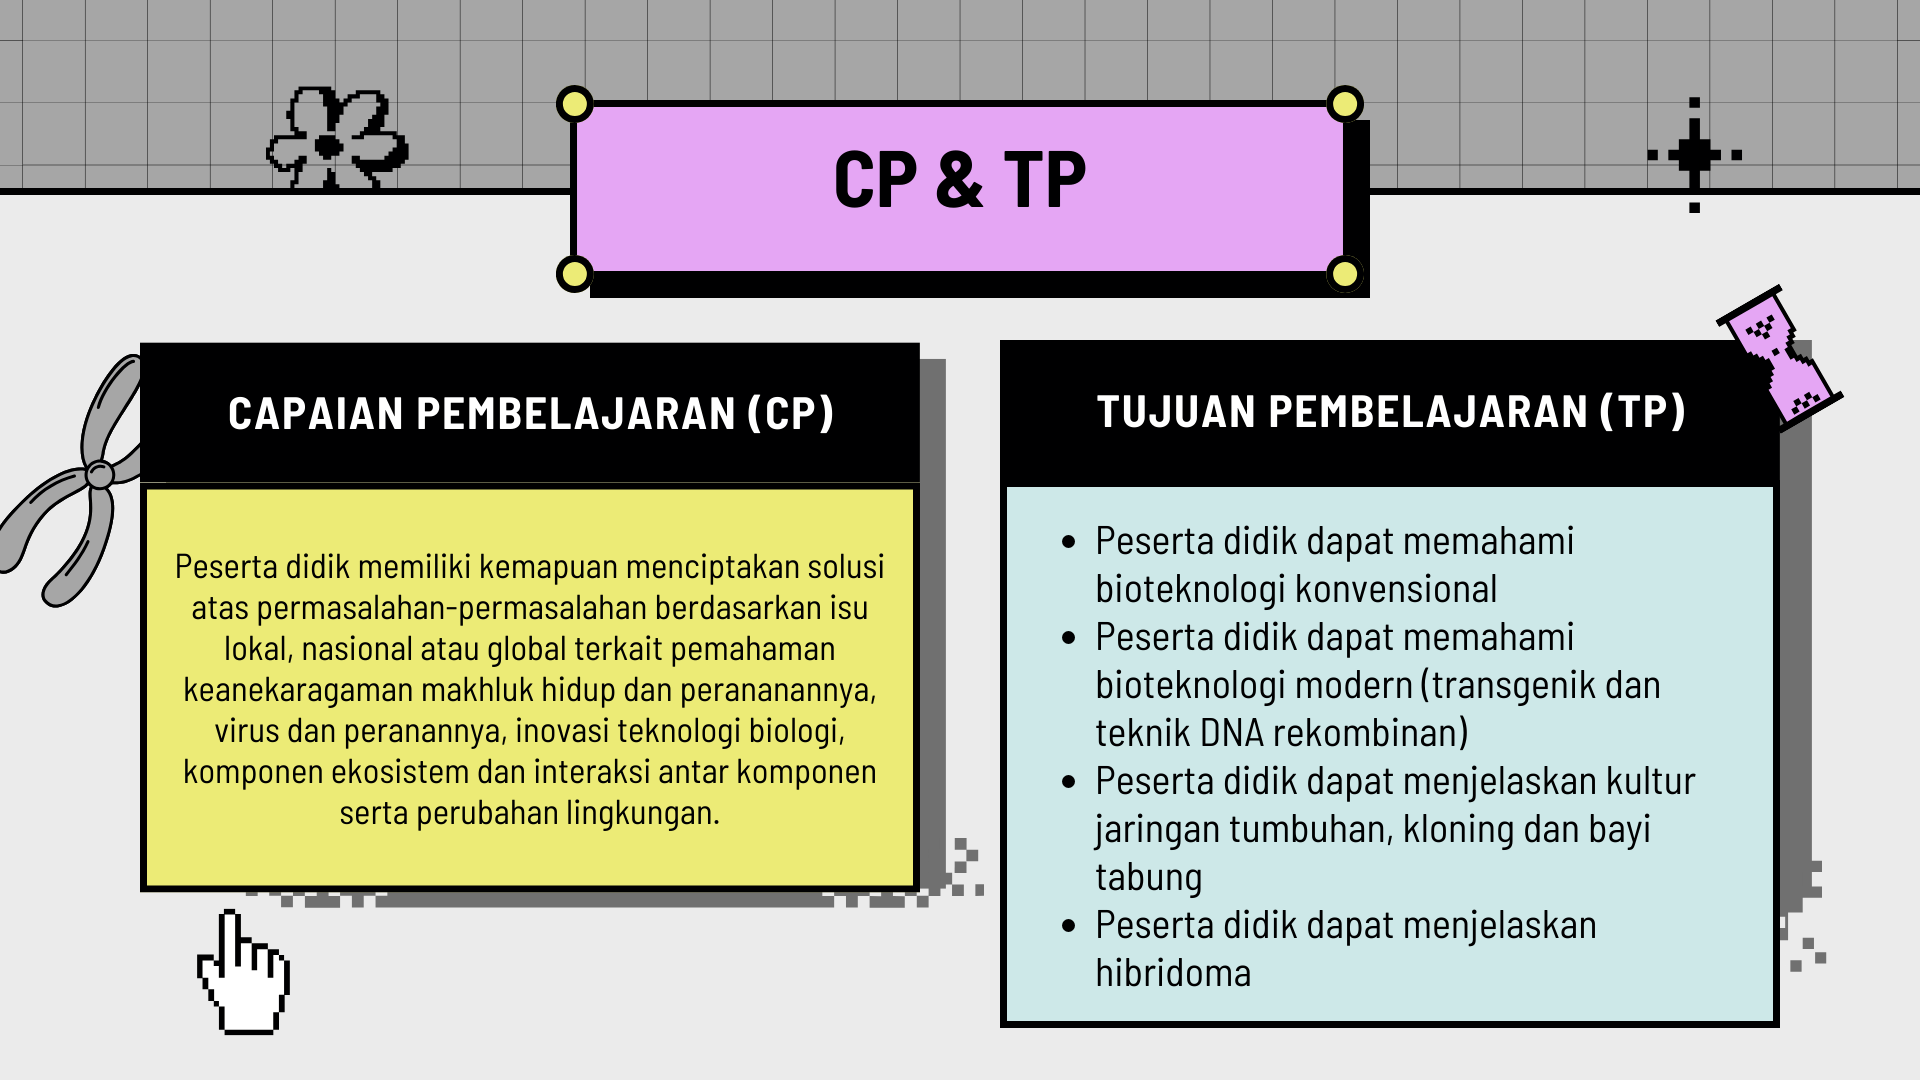 CP & TP
CAPAIAN PEMBELAJARAN (CP)
Peserta didik memiliki kemapuan menciptakan solusi
atas permasalahan-permasalahan berdasarkan isu
lokal, nasional atau global terkait pemahaman
keanekaragaman makhluk hidup dan perananannya,
virus dan peranannya, inovasi teknologi biologi,
komponen ekosistem dan interaksi antar komponen
serta perubahan lingkungan.
TUJUAN PEMBELAJARAN (TP)
• Peserta didik dapat memahami
bioteknologi konvensional
• Peserta didik dapat memahami
bioteknologi modern (transgenik dan
teknik DNA rekombinan)
• Peserta didik dapat menjelaskan kultur
jaringan tumbuhan, kloning dan bayi
tabung
• Peserta didik dapat menjelaskan
hibridoma